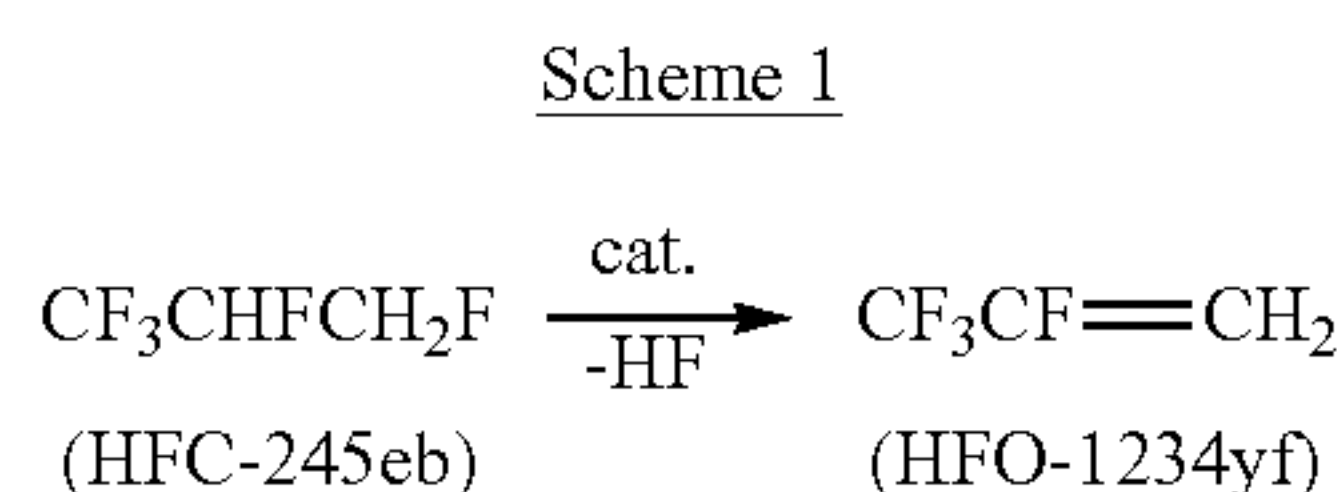 Scheme 1
cat.
CF₃CHFCH₂F CF₃CF=CH₂
-HF
(HFC-245eb) (HFO-1234yf)